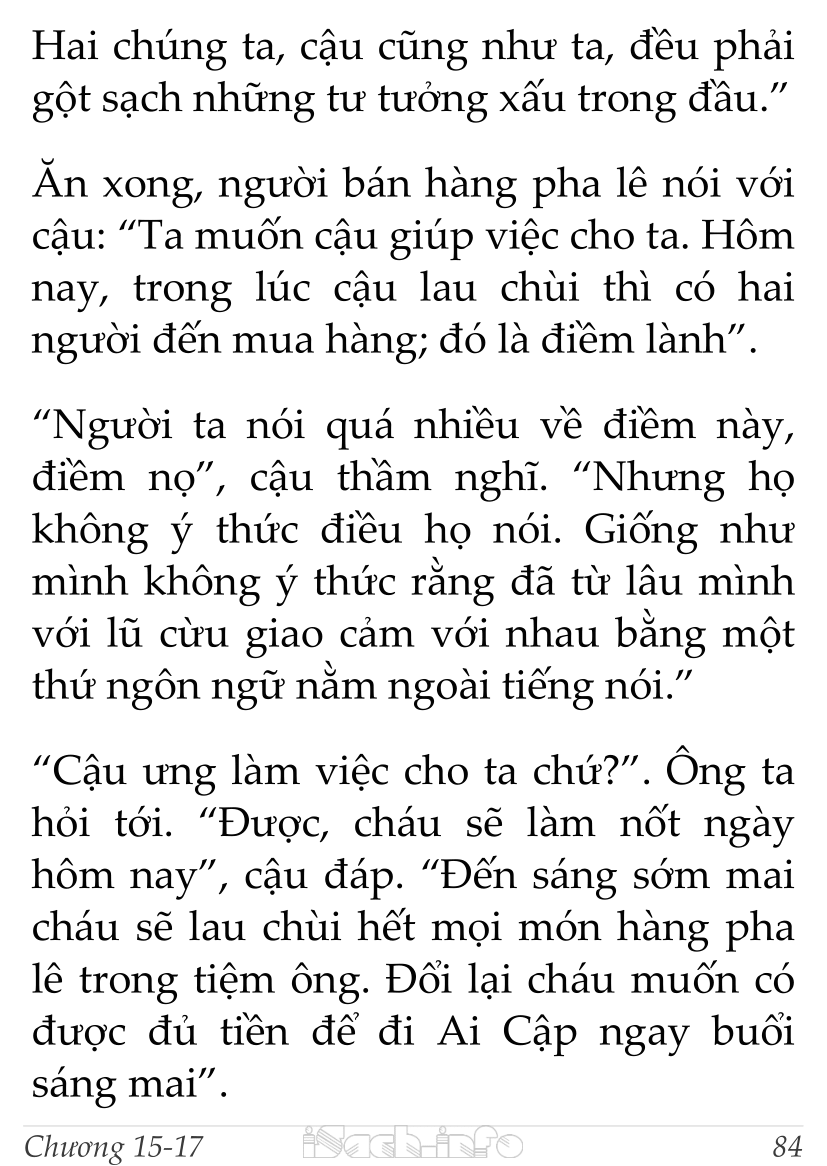 Hai chúng ta, cậu cũng như ta, đều phải
gột sạch những tư tưởng xấu trong đầu.”
Ăn xong, người bán hàng pha lê nói với
cậu: “Ta muốn cậu giúp việc cho ta. Hôm
nay, trong lúc cậu lau chùi thì có hai
người đến mua hàng; đó là điềm lành”.
“Người ta nói quá nhiều về điềm này,
điềm nọ”, cậu thầm nghĩ. “Nhưng họ
không ý thức điều họ nói. Giống như
mình không ý thức rằng đã từ lâu mình
với lũ cừu giao cảm với nhau bằng một
thứ ngôn ngữ nằm ngoài tiếng nói.”
“Cậu ưng làm việc cho ta chứ?”. Ông ta
hỏi tới. “Được, cháu sẽ làm nốt ngày
hôm nay”, cậu đáp. “Đến sáng sớm mai
cháu sẽ lau chùi hết mọi món hàng pha
lê trong tiệm ông. Đổi lại cháu muốn có
được đủ tiền để đi Ai Cập ngay buổi
sáng mai”.
Chương 15-17 iSach.info 84